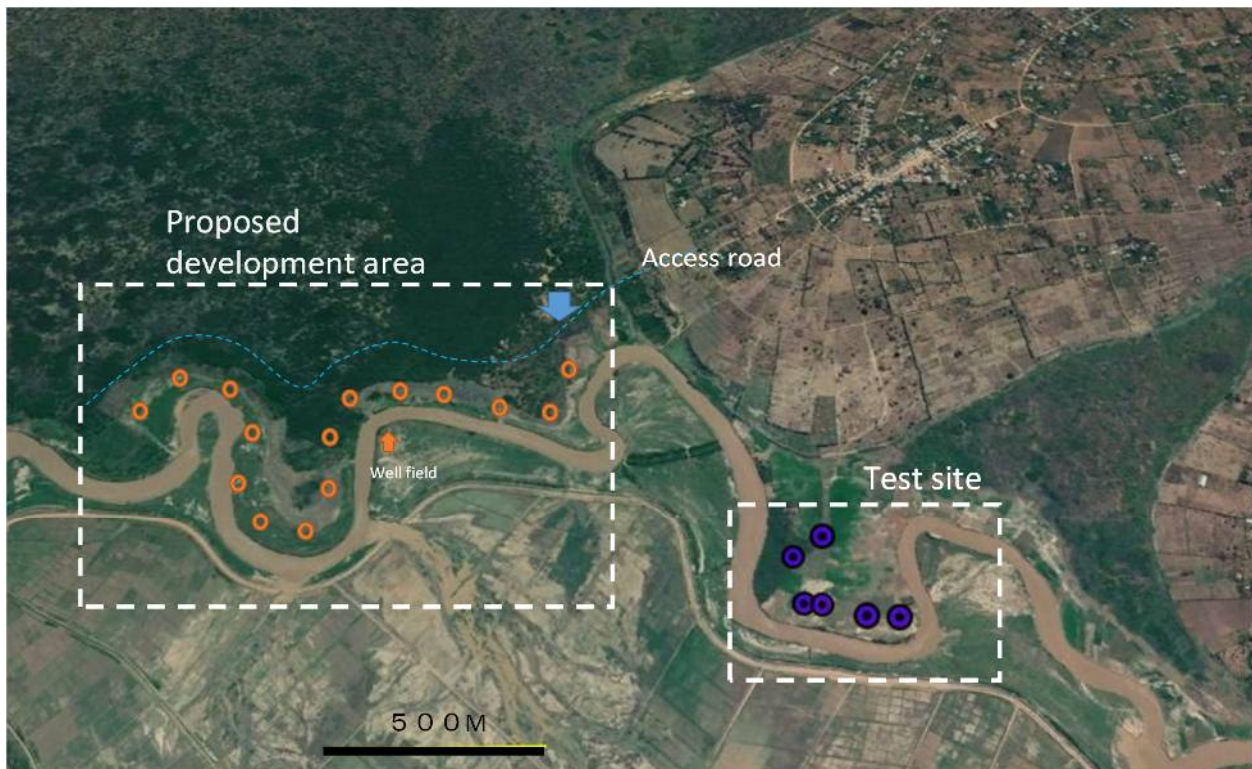 Proposed
development area
Access road
Well field
Test site
500M